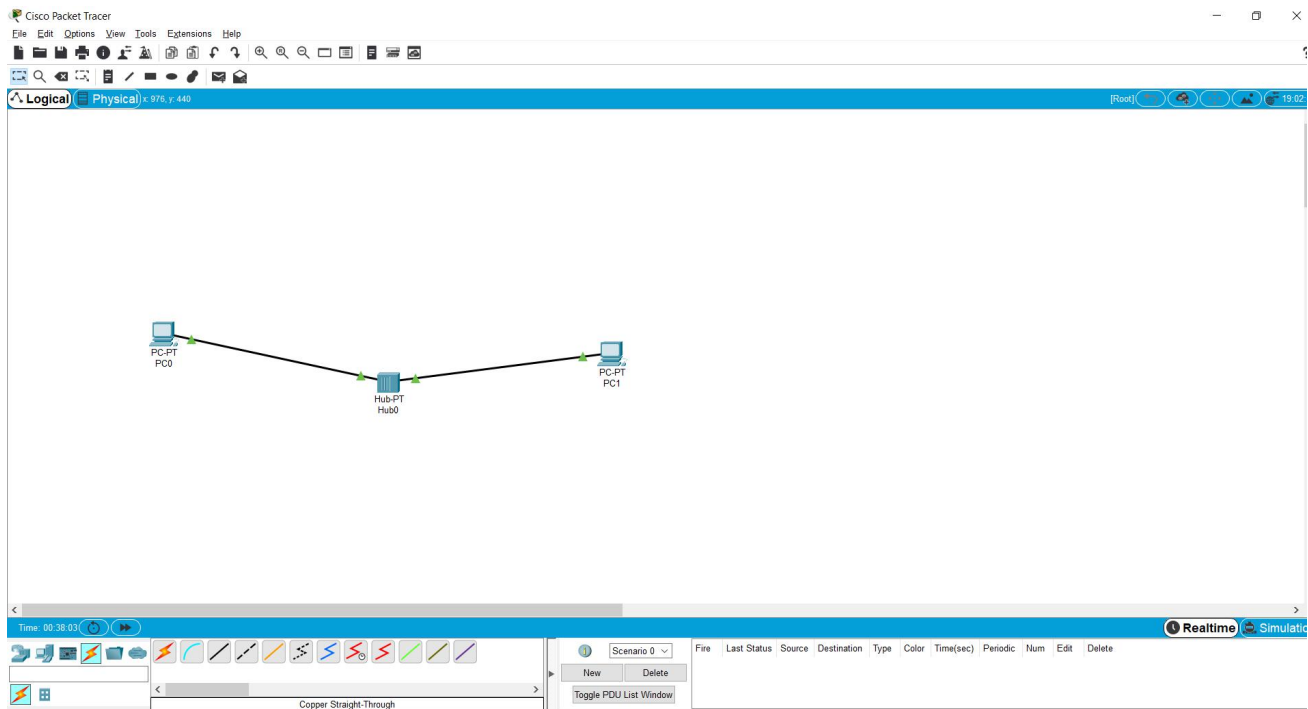 Cisco Packet Tracer
File Edit Options View Tools Extensions Help
Logical Physical x: 976, y: 440 [Root] 19:02:
PC-PT
PC0
PC-PT
PC1
Hub-PT
Hub0
Time: 00:38:03 Realtime Simulatio
Scenario 0 Fire Last Status Source Destination Type Color Time(sec) Periodic Num Edit Delete
New Delete
Toggle PDU List Window
Copper Straight-Through